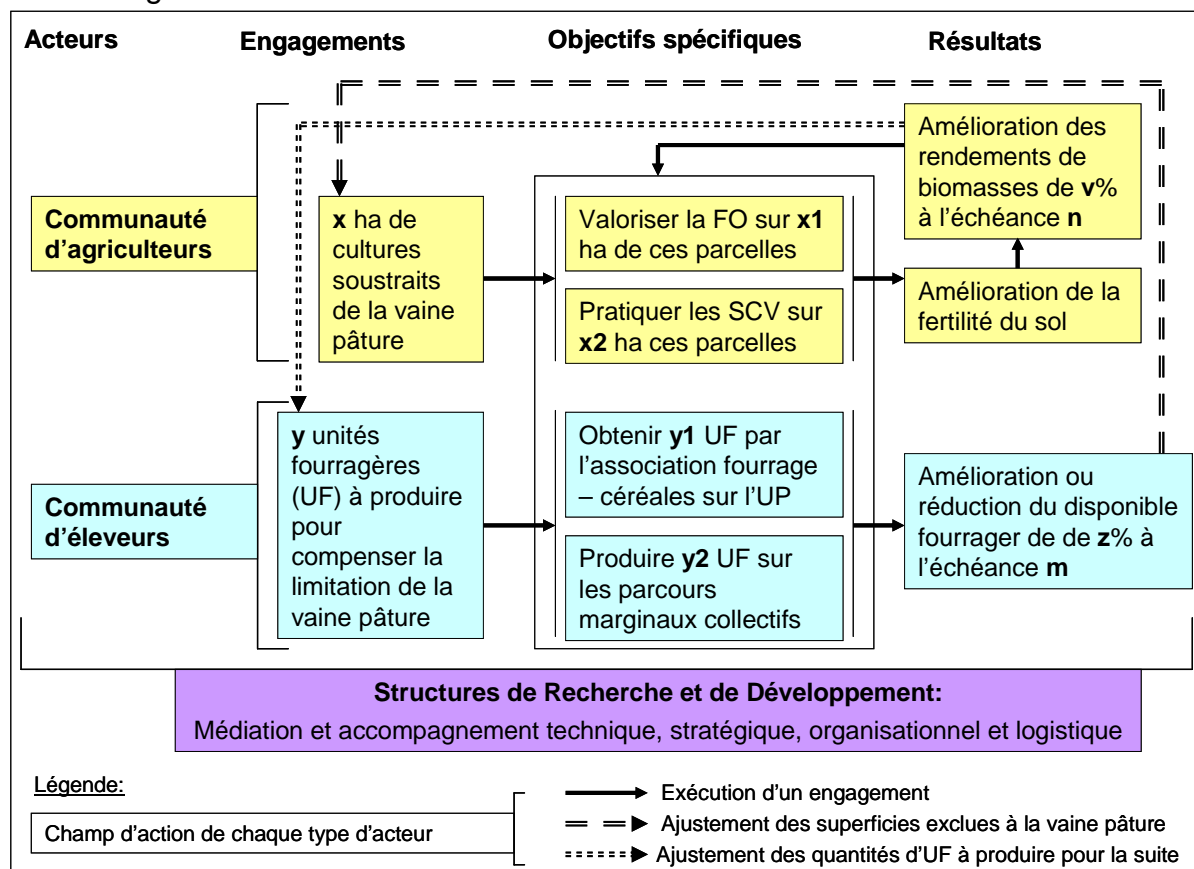 Acteurs
Engagements
Objectifs spécifiques
Résultats
Communauté
d'agriculteurs
x ha de
cultures
soustraits
de la vaine
pâture
Valoriser la FO sur x1
ha de ces parcelles
Pratiquer les SCV sur
x2 ha ces parcelles
Amélioration des
rendements de
biomasses de v%
à l'échéance n
Amélioration de la
fertilité du sol
Communauté
d'éleveurs
y unités
fourragères
(UF) à produire
pour
compenser la
limitation de la
vaine pâture
Obtenir y1 UF par
l'association fourrage
– céréales sur l'UP
Produire y2 UF sur
les parcours
marginaux collectifs
Amélioration ou
réduction du disponible
fourrager de de z% à
l'échéance m
Structures de Recherche et de Développement:
Médiation et accompagnement technique, stratégique, organisationnel et logistique
Légende:
Champ d'action de chaque type d'acteur
Exécution d'un engagement
Ajustement des superficies exclues à la vaine pâture
Ajustement des quantités d'UF à produire pour la suite